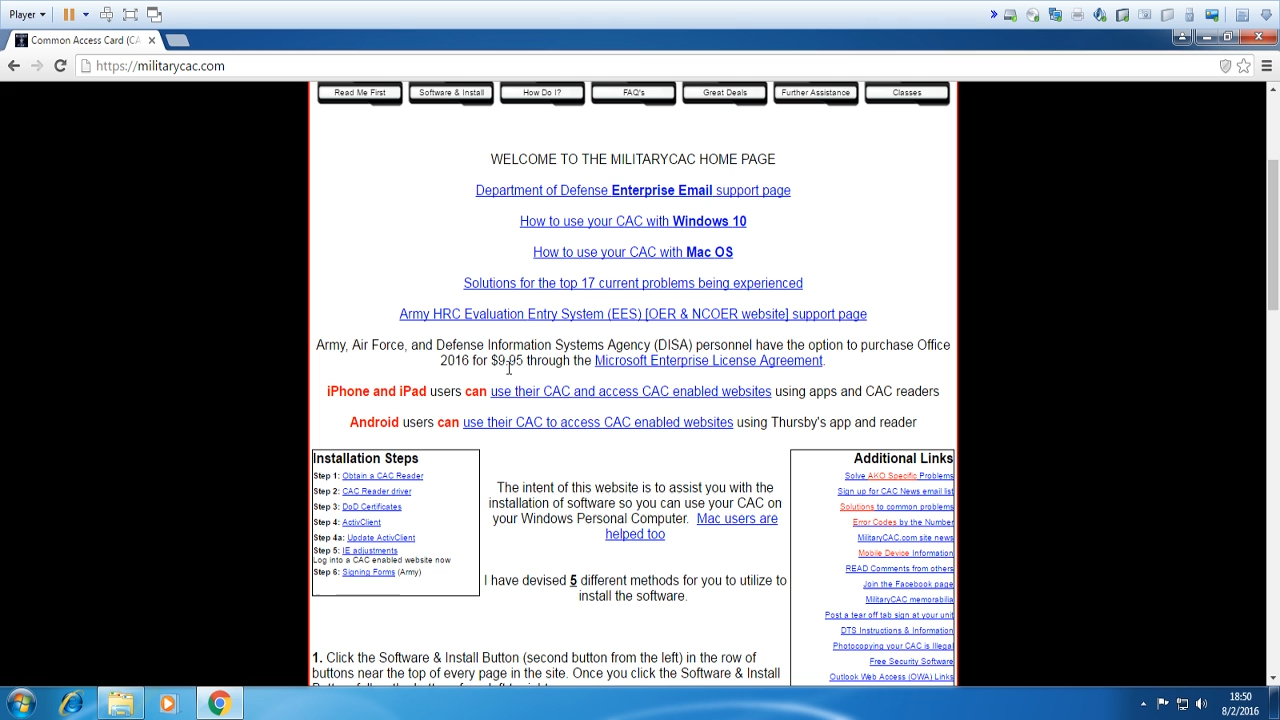 Player
Common Access Card (CA
https://militarycac.com
Read Me First
Software & Install
How Do I?
FAQ's
Great Deals
Further Assistance
Classes
WELCOME TO THE MILITARYCAC HOME PAGE
Department of Defense Enterprise Email support page
How to use your CAC with Windows 10
How to use your CAC with Mac OS
Solutions for the top 17 current problems being experienced
Army HRC Evaluation Entry System (EES) [OER & NCOER website] support page
Army, Air Force, and Defense Information Systems Agency (DISA) personnel have the option to purchase Office
2016 for $9.95 through the Microsoft Enterprise License Agreement.
iPhone and iPad users can use their CAC and access CAC enabled websites using apps and CAC readers
Android users can use their CAC to access CAC enabled websites using Thursby's app and reader
Installation Steps
Step 1: Obtain a CAC Reader
Step 2: CAC Reader driver
Step 3: DoD Certificates
Step 4: ActivClient
Step 4a: Update ActivClient
Step 5: IE adjustments
Log into a CAC enabled website now
Step 6: Signing Forms (Army)
The intent of this website is to assist you with the
installation of software so you can use your CAC on
your Windows Personal Computer. Mac users are
helped too
I have devised 5 different methods for you to utilize to
install the software.
Additional Links
Solve AKO Specific Problems
Sign up for CAC News email list
Solutions to common problems
Error Codes by the Number
MilitaryCAC.com site news
Mobile Device Information
READ Comments from others
Join the Facebook page
MilitaryCAC memorabilia
Post a tear off tab sign at your unit
DTS Instructions & Information
Photocopying your CAC is Illegal
Free Security Software
Outlook Web Access (OWA) Links
1. Click the Software & Install Button (second button from the left) in the row of
buttons near the top of every page in the site. Once you click the Software & Install
18:50
8/2/2016